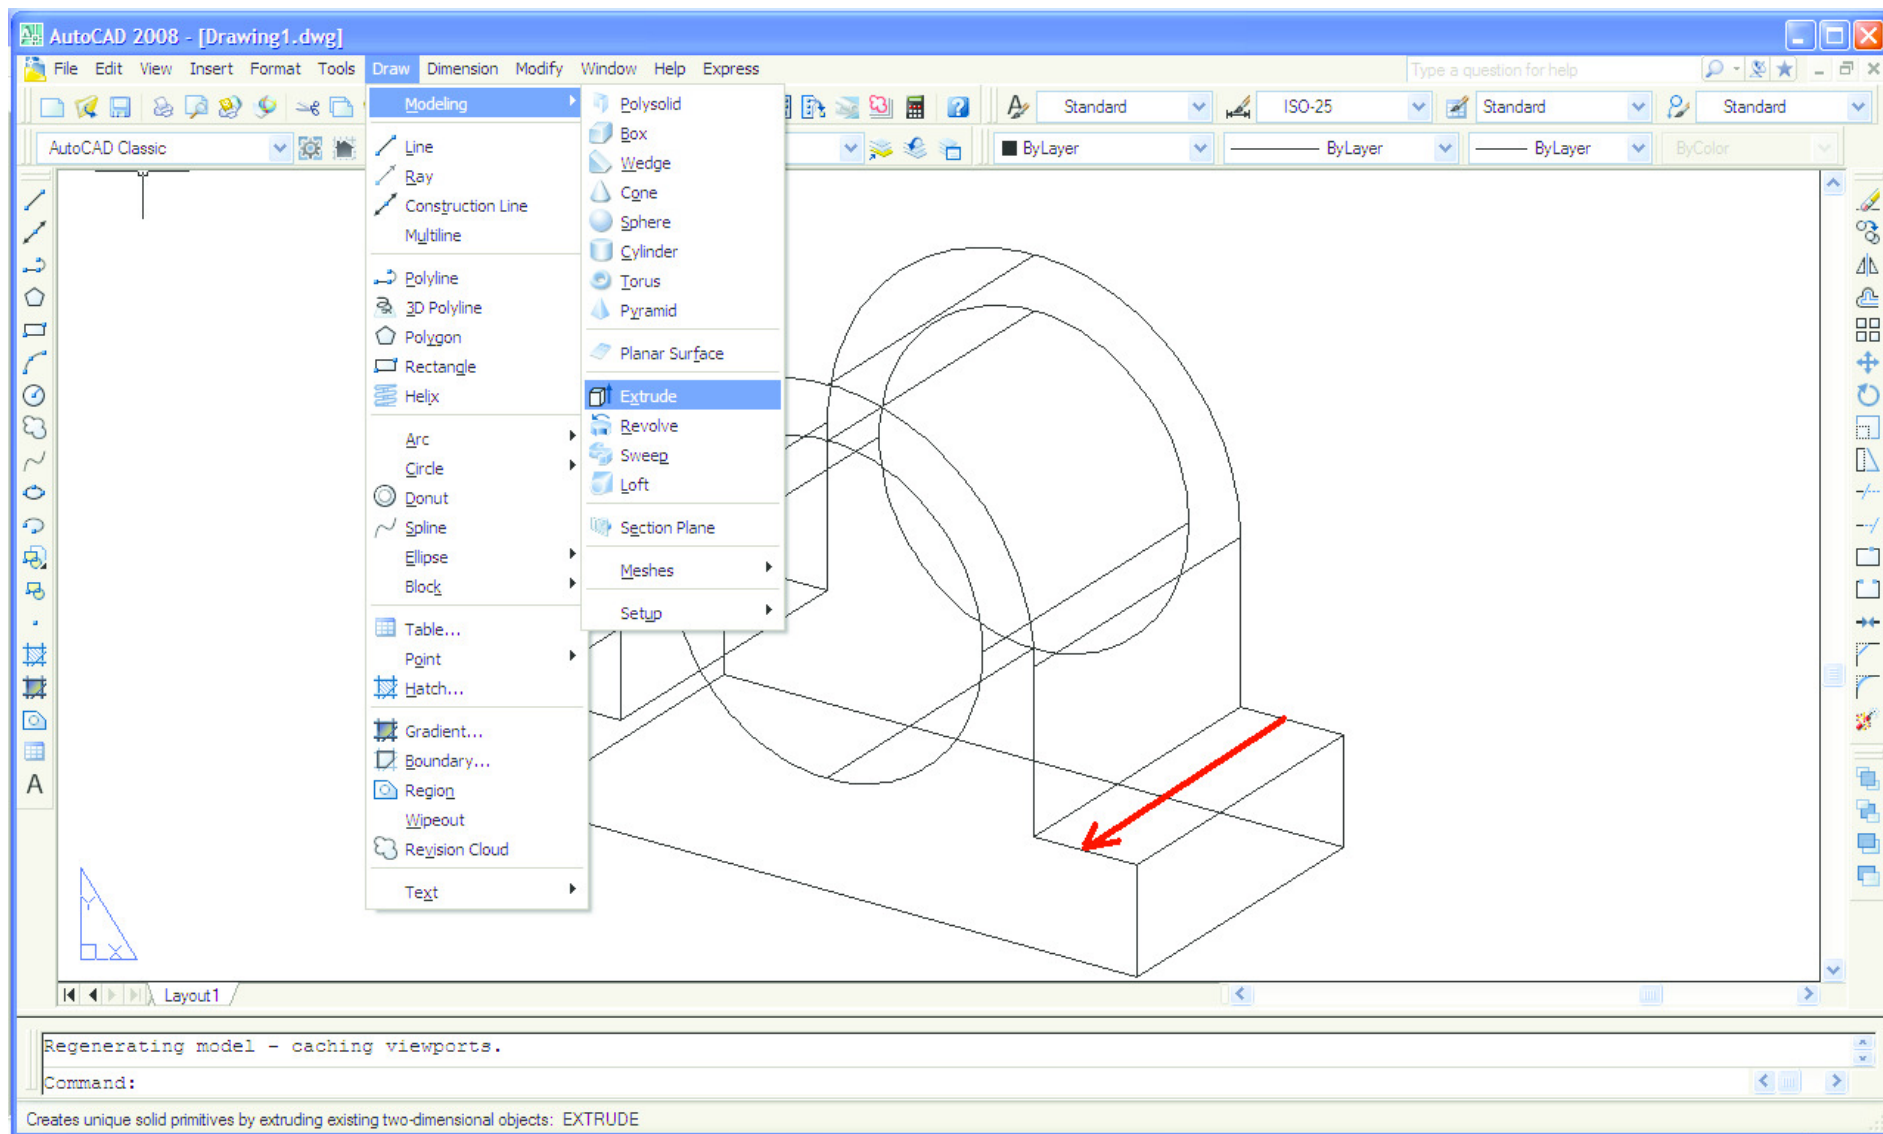 AutoCAD 2008 - [Drawing1.dwg]
File Edit View Insert Format Tools Draw Dimension Modify Window Help Express
Type a question for help
Standard ISO-25 Standard Standard
AutoCAD Classic
ByLayer ByLayer ByLayer ByColor
Modeling
Line
Ray
Construction Line
Multiline
Polyline
3D Polyline
Polygon
Rectangle
Helix
Arc
Circle
Donut
Spline
Ellipse
Block
Table...
Point
Hatch...
Gradient...
Boundary...
Region
Wipeout
Revision Cloud
Text
Polysolid
Box
Wedge
Cone
Sphere
Cylinder
Torus
Pyramid
Planar Surface
Extrude
Revolve
Sweep
Loft
Section Plane
Meshes
Setup
A
Y
X
Layout1
Regenerating model - caching viewports.
Command:
Creates unique solid primitives by extruding existing two-dimensional objects: EXTRUDE